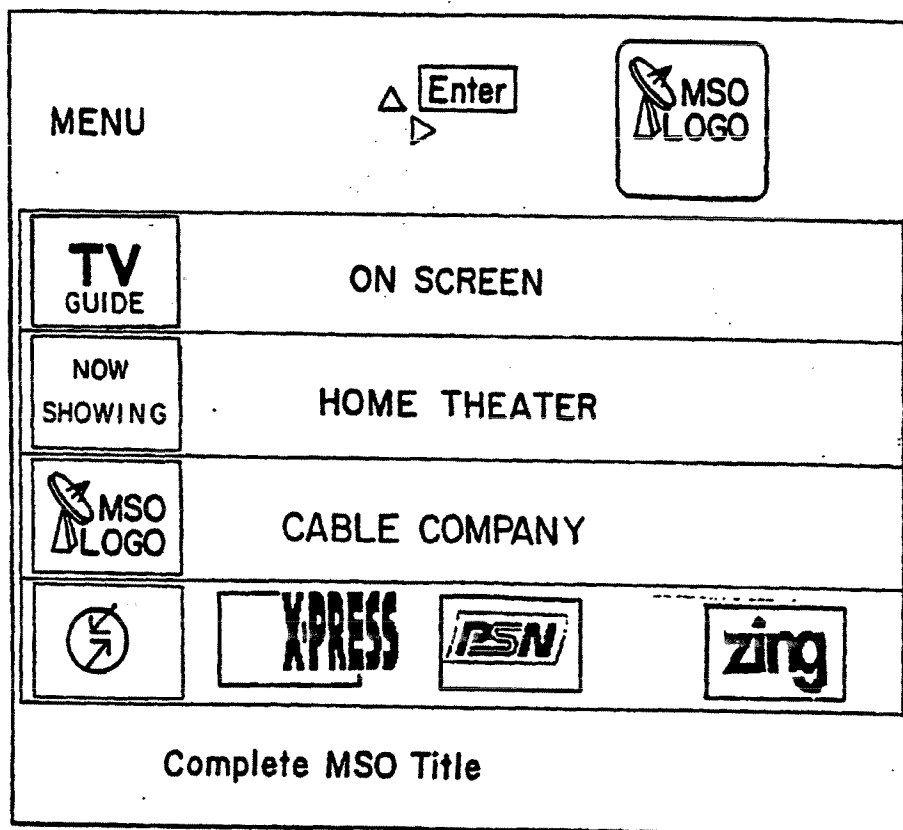 MENU
Enter
MSO
LOGO
TV
GUIDE
ON SCREEN
NOW
SHOWING
HOME THEATER
MSO
LOGO
CABLE COMPANY
X·PRESS
PSN
zing
Complete MSO Title